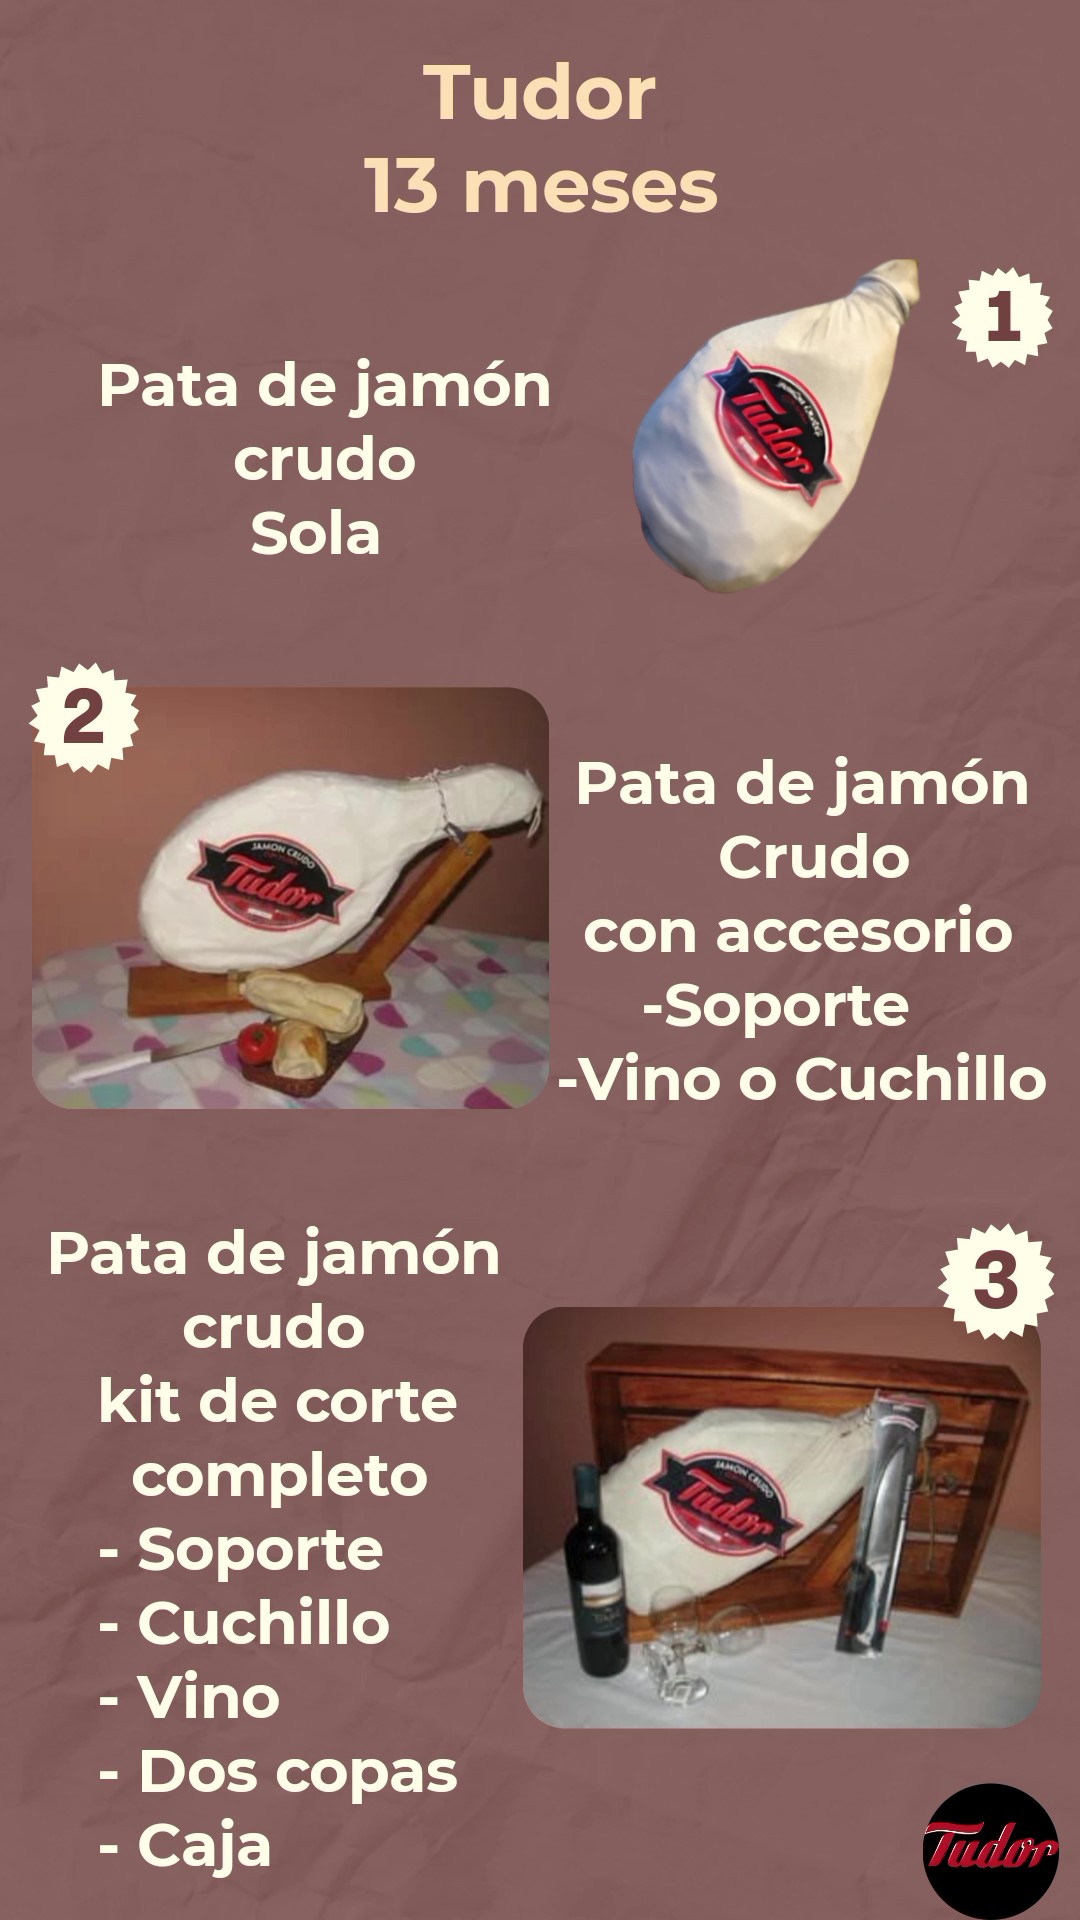 Tudor
13 meses
1
Pata de jamón
crudo
Sola
Tudor
2
Pata de jamón
Crudo
con accesorio
-Soporte
-Vino o Cuchillo
JAMON CRUDO
Tudor
Pata de jamón
crudo
kit de corte
completo
- Soporte
- Cuchillo
- Vino
- Dos copas
- Caja
3
JAMON CRUDO
Tudor
Tudor